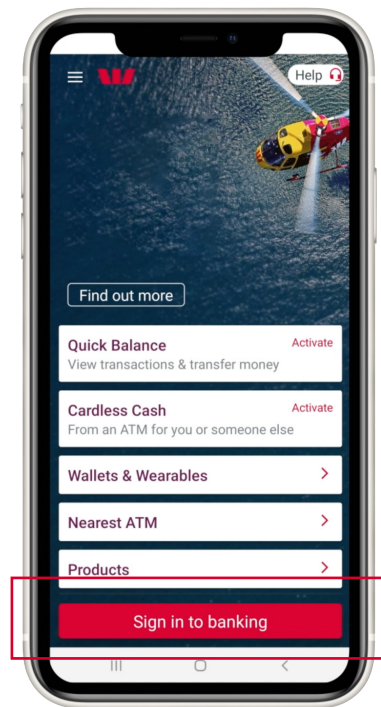 Help
Find out more
Quick Balance Activate
View transactions & transfer money
Cardless Cash Activate
From an ATM for you or someone else
Wallets & Wearables
Nearest ATM
Products
Sign in to banking